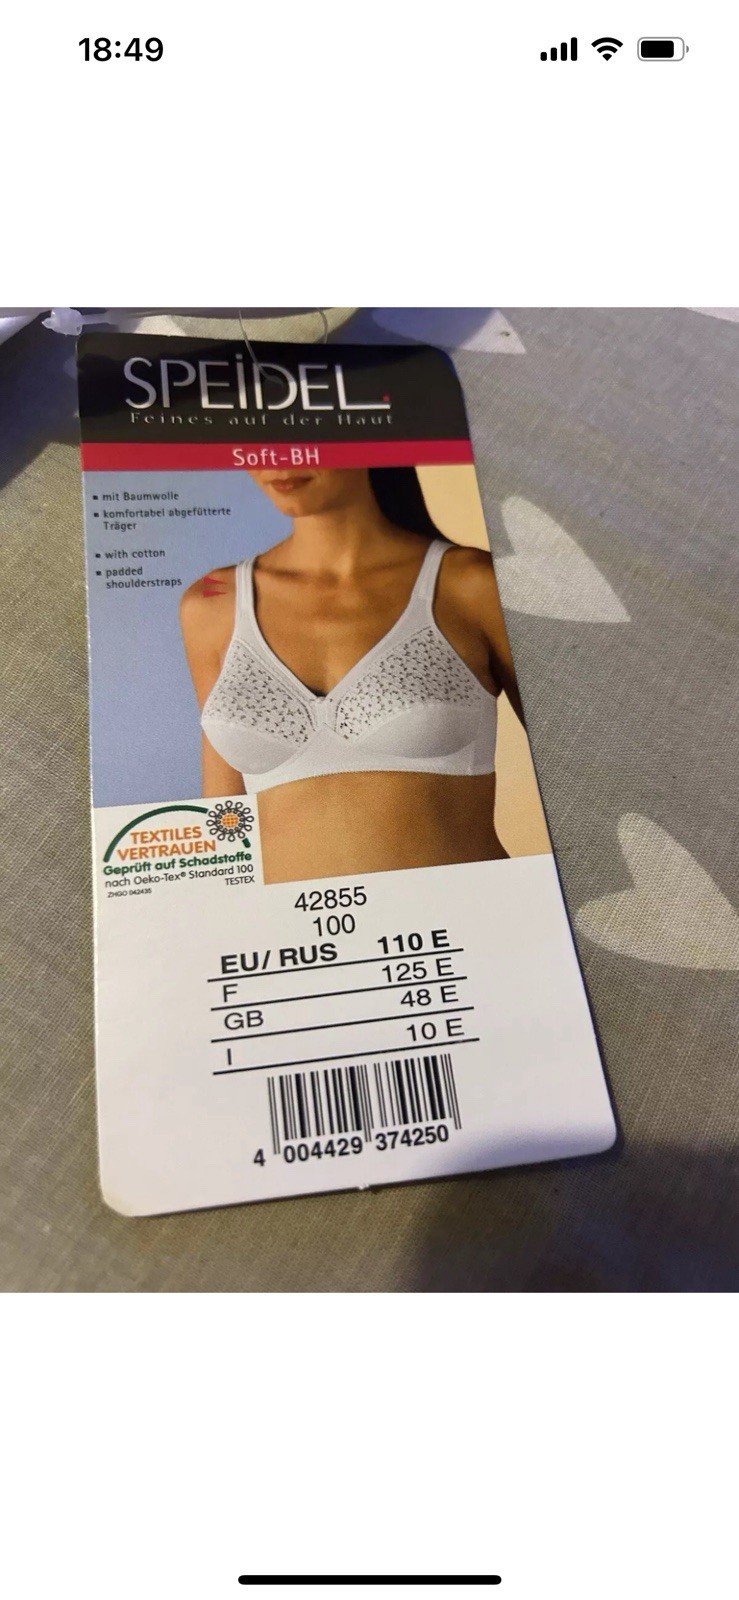 18:49
SPEIDEL
Feines auf der Haut
Soft-BH
▪ mit Baumwolle
▪ komfortabel abgefütterte
Träger
▪ with cotton
▪ padded
shoulderstraps
TEXTILES
VERTRAUEN
Geprüft auf Schadstoffe
nach Oeko-Tex® Standard 100
ZHGO 042435 TESTEX
42855
100
EU/ RUS 110 E
F 125 E
GB 48 E
I 10 E
4 004429 374250